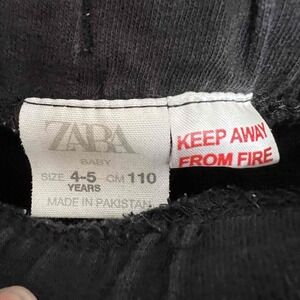 ZARA
BABY
SIZE 4-5 CM 110
YEARS
MADE IN PAKISTAN
KEEP AWAY
FROM FIRE